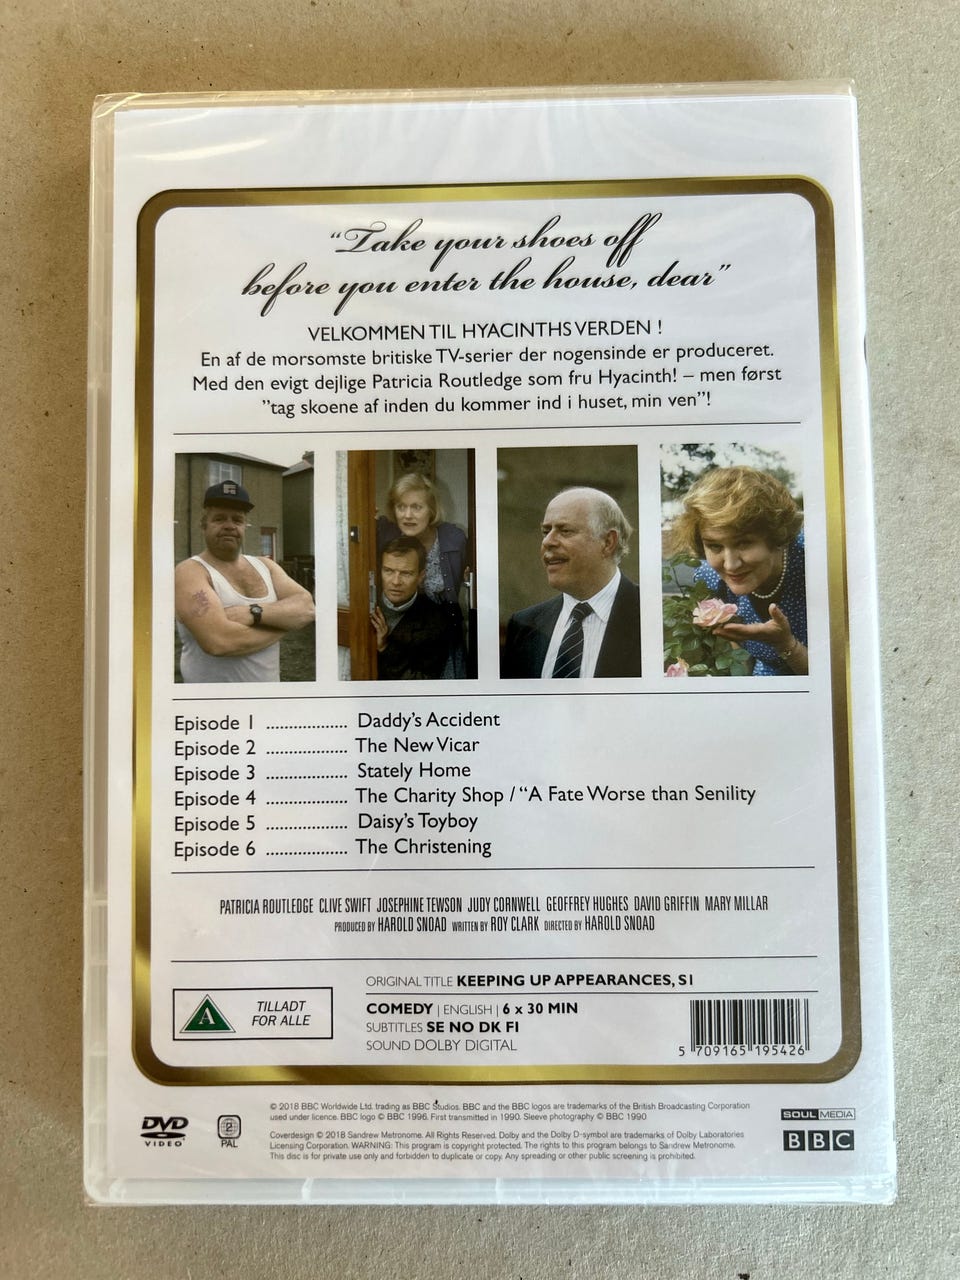 “Take your shoes off
before you enter the house, dear”
VELKOMMEN TIL HYACINTHS VERDEN !
En af de morsomste britiske TV-serier der nogensinde er produceret.
Med den evigt dejlige Patricia Routledge som fru Hyacinth! – men først
”tag skoene af inden du kommer ind i huset, min ven”!
Episode 1 .................. Daddy's Accident
Episode 2 .................. The New Vicar
Episode 3 .................. Stately Home
Episode 4 .................. The Charity Shop / “A Fate Worse than Senility
Episode 5 .................. Daisy's Toyboy
Episode 6 .................. The Christening
PATRICIA ROUTLEDGE CLIVE SWIFT JOSEPHINE TEWSON JUDY CORNWELL GEOFFREY HUGHES DAVID GRIFFIN MARY MILLAR
PRODUCED BY HAROLD SNOAD WRITTEN BY ROY CLARK DIRECTED BY HAROLD SNOAD
ORIGINAL TITLE KEEPING UP APPEARANCES, S1
A
TILLADT
FOR ALLE
COMEDY | ENGLISH | 6 x 30 MIN
SUBTITLES SE NO DK FI
SOUND DOLBY DIGITAL
5 709165 195426
DVD
VIDEO
2
PAL
© 2018 BBC Worldwide Ltd. trading as BBC Studios. BBC and the BBC logos are trademarks of the British Broadcasting Corporation
used under licence. BBC logo © BBC 1996. First transmitted in 1990. Sleeve photography © BBC 1990
Coverdesign © 2018 Sandrew Metronome. All Rights Reserved. Dolby and the Dolby D-symbol are trademarks of Dolby Laboratories
Licensing Corporation. WARNING: This program is copyright protected. The rights to this program belongs to Sandrew Metronome.
This disc is for private use only and forbidden to duplicate or copy. Any spreading or other public screening is prohibited.
SOUL MEDIA
BBC